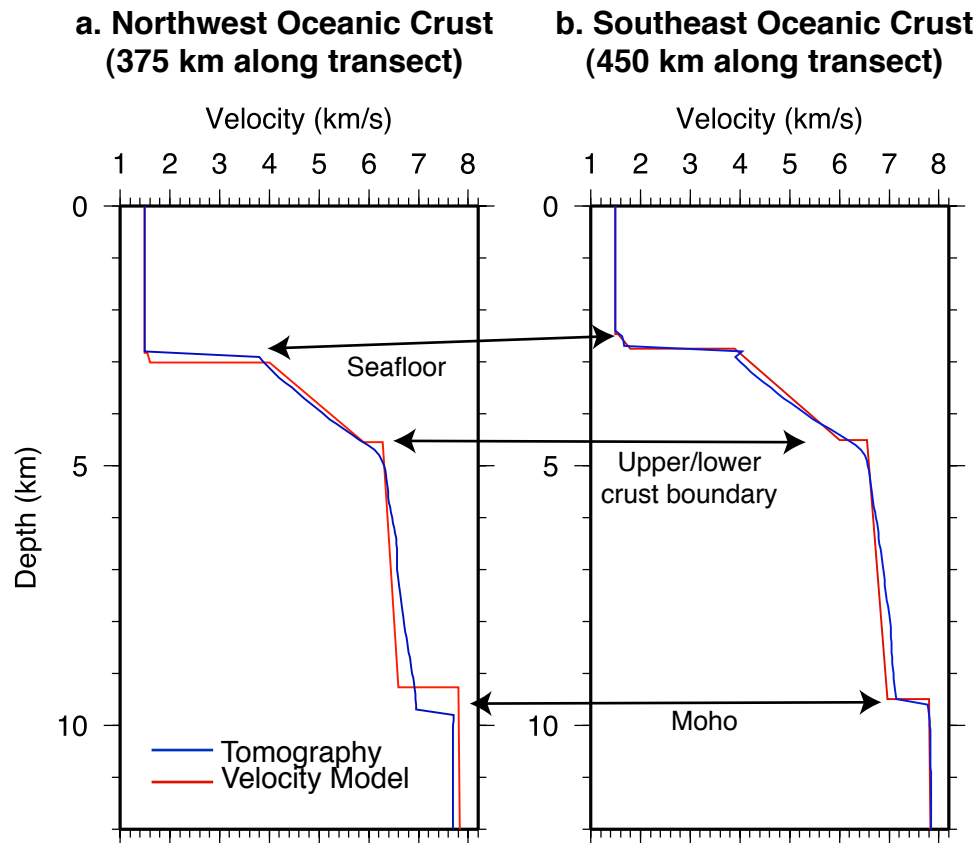 a. Northwest Oceanic Crust
(375 km along transect)
b. Southeast Oceanic Crust
(450 km along transect)
Velocity (km/s)
Velocity (km/s)
1 2 3 4 5 6 7 8
1 2 3 4 5 6 7 8
0
0
Seafloor
5
5
Upper/lower
crust boundary
Depth (km)
Moho
10
10
Tomography
Velocity Model